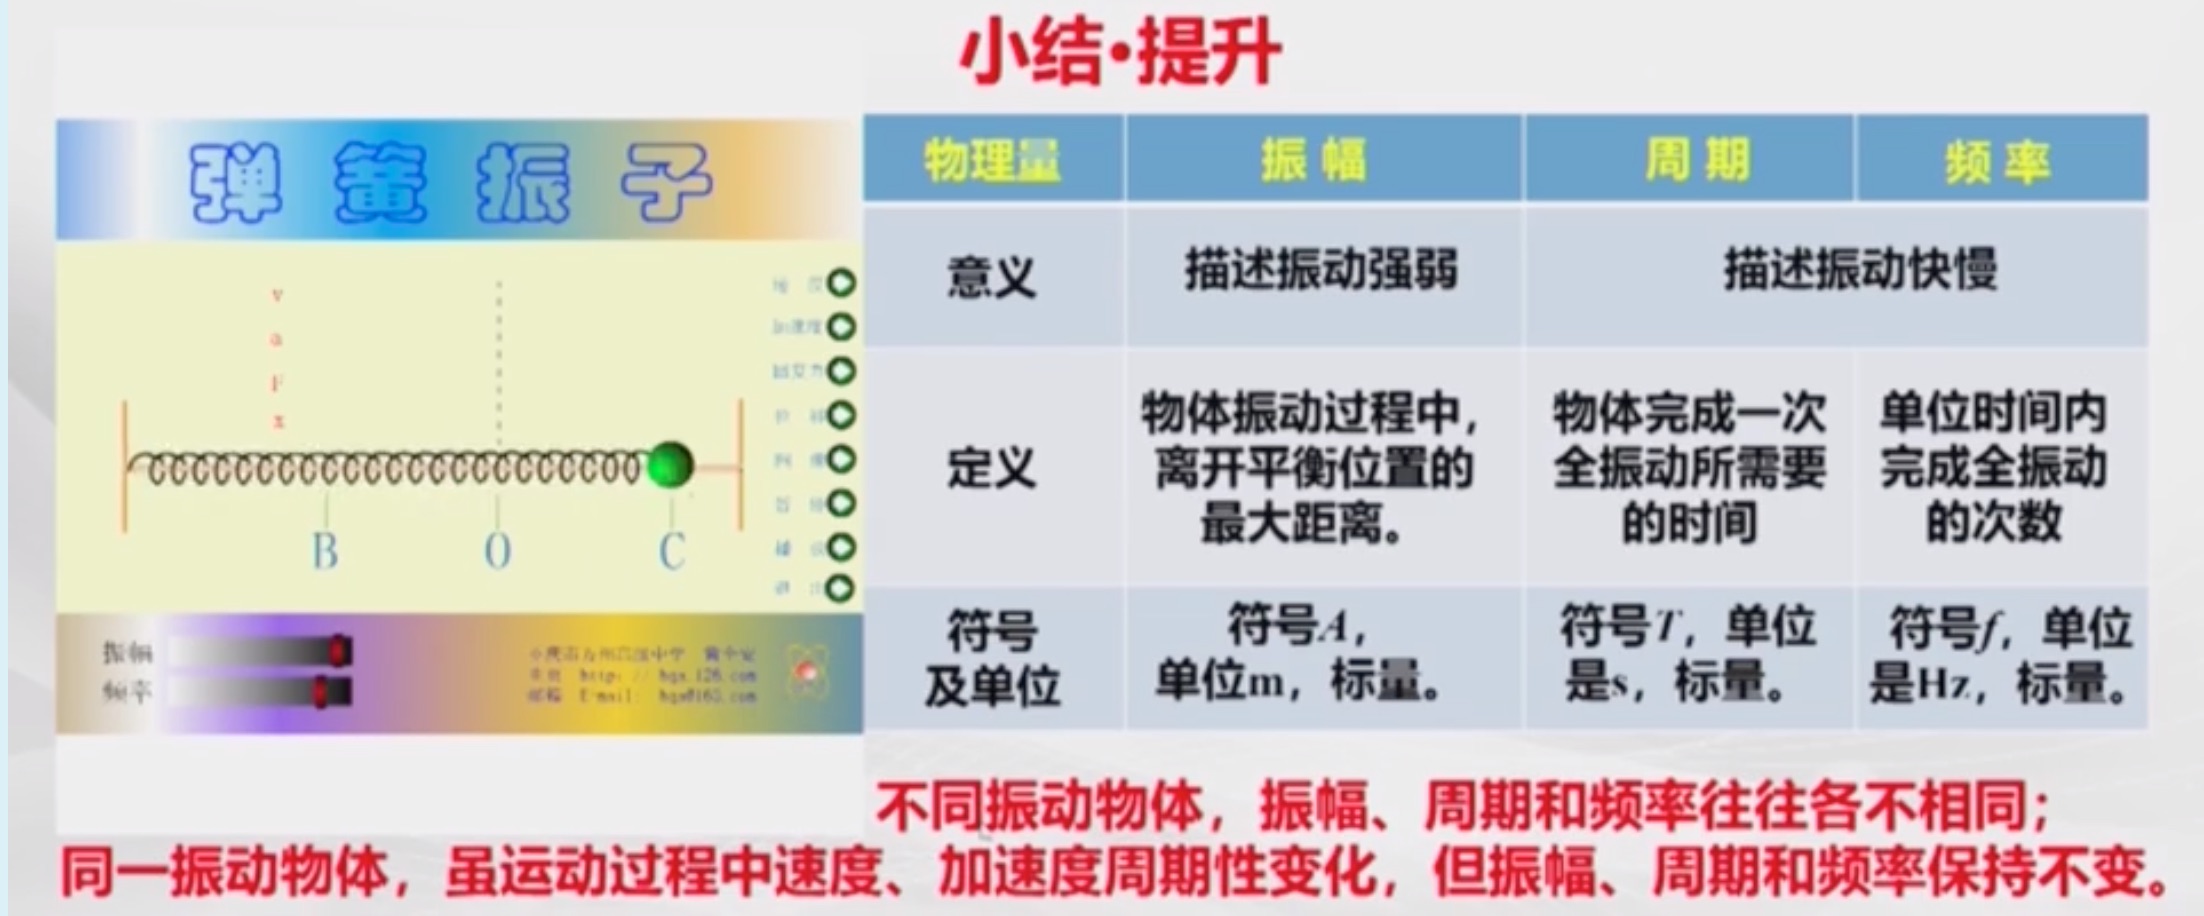 小结·提升
弹簧振子
v
a
F
x
B O C
振幅
频率
物理量 振幅 周期 频率
意义 描述振动强弱 描述振动快慢
定义
物体振动过程中，
离开平衡位置的
最大距离。
物体完成一次
全振动所需要
的时间
单位时间内
完成全振动
的次数
符号
及单位
符号A，
单位m，标量。
符号T，单位
是s，标量。
符号f，单位
是Hz，标量。
不同振动物体，振幅、周期和频率往往各不相同；
同一振动物体，虽运动过程中速度、加速度周期性变化，但振幅、周期和频率保持不变。